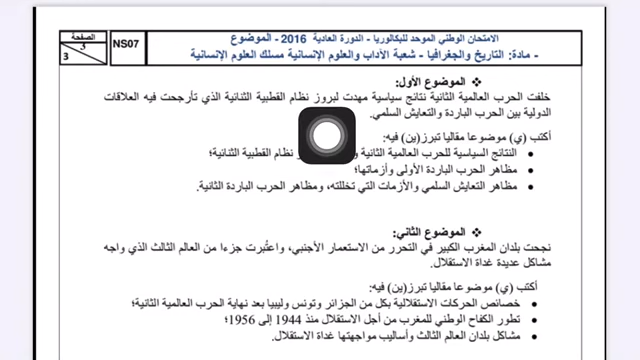 الامتحان الوطني الموحد للبكالوريا - الدورة العادية 2016 - الموضوع
- مادة: التاريخ والجغرافيا - شعبة الآداب والعلوم الإنسانية مسلك العلوم الإنسانية
NS07
الصفحة
3
الموضوع الأول:
خلفت الحرب العالمية الثانية نتائج سياسية مهدت لبروز نظام القطبية الثنائية الذي تأرجحت فيه العلاقات
الدولية بين الحرب الباردة والتعايش السلمي.
أكتب (ي) موضوعا مقاليا تبرز(ين) فيه:
النتائج السياسية للحرب العالمية الثانية نظام القطبية الثنائية؛
مظاهر الحرب الباردة الأولى وأزماتها؛
مظاهر التعايش السلمي والأزمات التي تخللته، ومظاهر الحرب الباردة الثانية.
الموضوع الثاني:
نجحت بلدان المغرب الكبير في التحرر من الاستعمار الأجنبي، واعتُبرت جزءا من العالم الثالث الذي واجه
مشاكل عديدة غداة الاستقلال.
أكتب (ي) موضوعا مقاليا تبرز(ين) فيه:
خصائص الحركات الاستقلالية بكل من الجزائر وتونس وليبيا بعد نهاية الحرب العالمية الثانية؛
تطور الكفاح الوطني للمغرب من أجل الاستقلال منذ 1944 إلى 1956؛
مشاكل بلدان العالم الثالث وأساليب مواجهتها غداة الاستقلال.